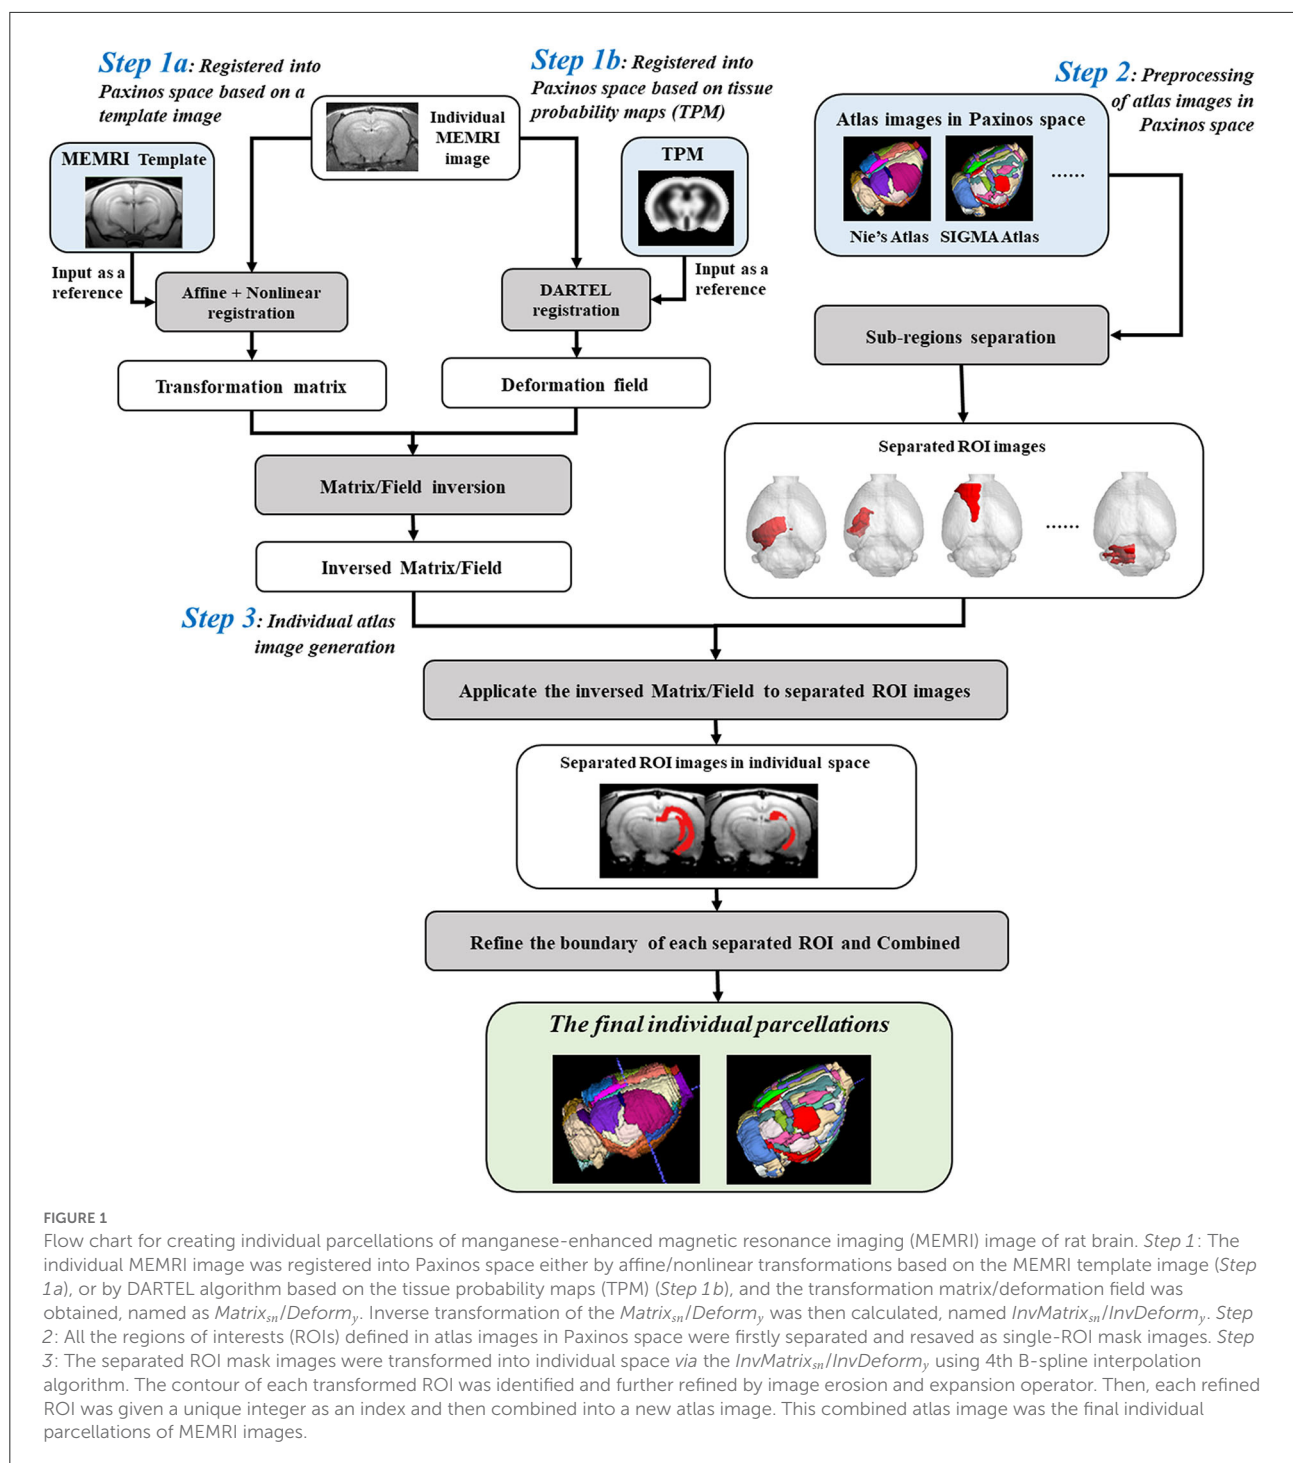 Step 1a: Registered into
Paxinos space based on a
template image
Step 1b: Registered into
Paxinos space based on tissue
probability maps (TPM)
Step 2: Preprocessing
of atlas images in
Paxinos space
Individual
MEMRI
image
MEMRI Template
TPM
Atlas images in Paxinos space
......
Nie's Atlas
SIGMA Atlas
Input as a
reference
Affine + Nonlinear
registration
DARTEL
registration
Input as a
reference
Sub-regions separation
Transformation matrix
Deformation field
Separated ROI images
......
Matrix/Field inversion
Inversed Matrix/Field
Step 3: Individual atlas
image generation
Applicate the inversed Matrix/Field to separated ROI images
Separated ROI images in individual space
Refine the boundary of each separated ROI and Combined
The final individual parcellations
FIGURE 1
Flow chart for creating individual parcellations of manganese-enhanced magnetic resonance imaging (MEMRI) image of rat brain. Step 1: The
individual MEMRI image was registered into Paxinos space either by affine/nonlinear transformations based on the MEMRI template image (Step
1a), or by DARTEL algorithm based on the tissue probability maps (TPM) (Step 1b), and the transformation matrix/deformation field was
obtained, named as Matrixsn/Deformy. Inverse transformation of the Matrixsn/Deformy was then calculated, named InvMatrixsn/InvDeformy. Step
2: All the regions of interests (ROIs) defined in atlas images in Paxinos space were firstly separated and resaved as single-ROI mask images. Step
3: The separated ROI mask images were transformed into individual space via the InvMatrixsn/InvDeformy using 4th B-spline interpolation
algorithm. The contour of each transformed ROI was identified and further refined by image erosion and expansion operator. Then, each refined
ROI was given a unique integer as an index and then combined into a new atlas image. This combined atlas image was the final individual
parcellations of MEMRI images.